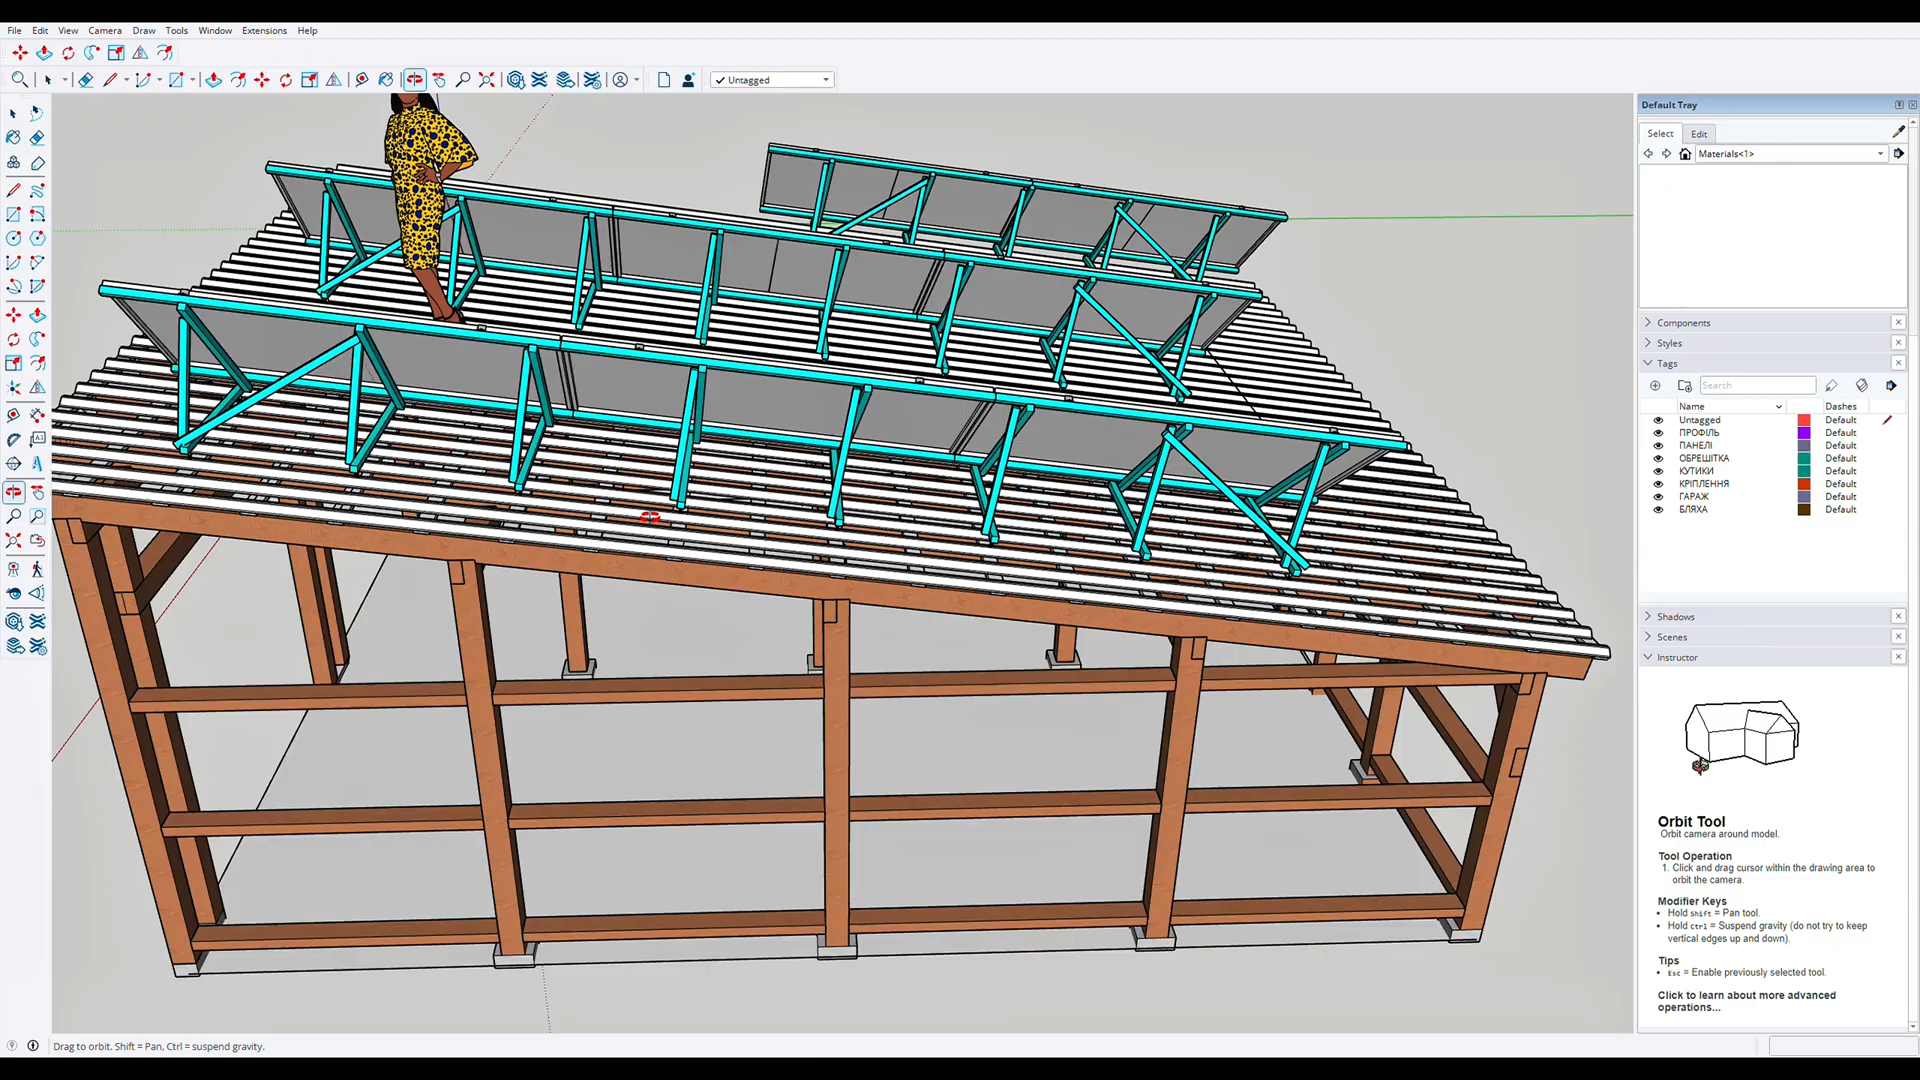 File Edit View Camera Draw Tools Window Extensions Help
Untagged
Default Tray
Select Edit
Materials<1>
Components
Styles
Tags
Search
Name Dashes
Untagged Default
ПРОФІЛЬ Default
ПАНЕЛІ Default
ОБРЕШІТКА Default
КУТИКИ Default
КРІПЛЕННЯ Default
ГАРАЖ Default
БЛЯХА Default
Shadows
Scenes
Instructor
Orbit Tool
Orbit camera around model.
Tool Operation
1. Click and drag cursor within the drawing area to
orbit the camera.
Modifier Keys
• Hold Shift = Pan tool.
• Hold Ctrl = Suspend gravity (do not try to keep
vertical edges up and down).
Tips
• Esc = Enable previously selected tool.
Click to learn about more advanced
operations...
Drag to orbit. Shift = Pan, Ctrl = suspend gravity.